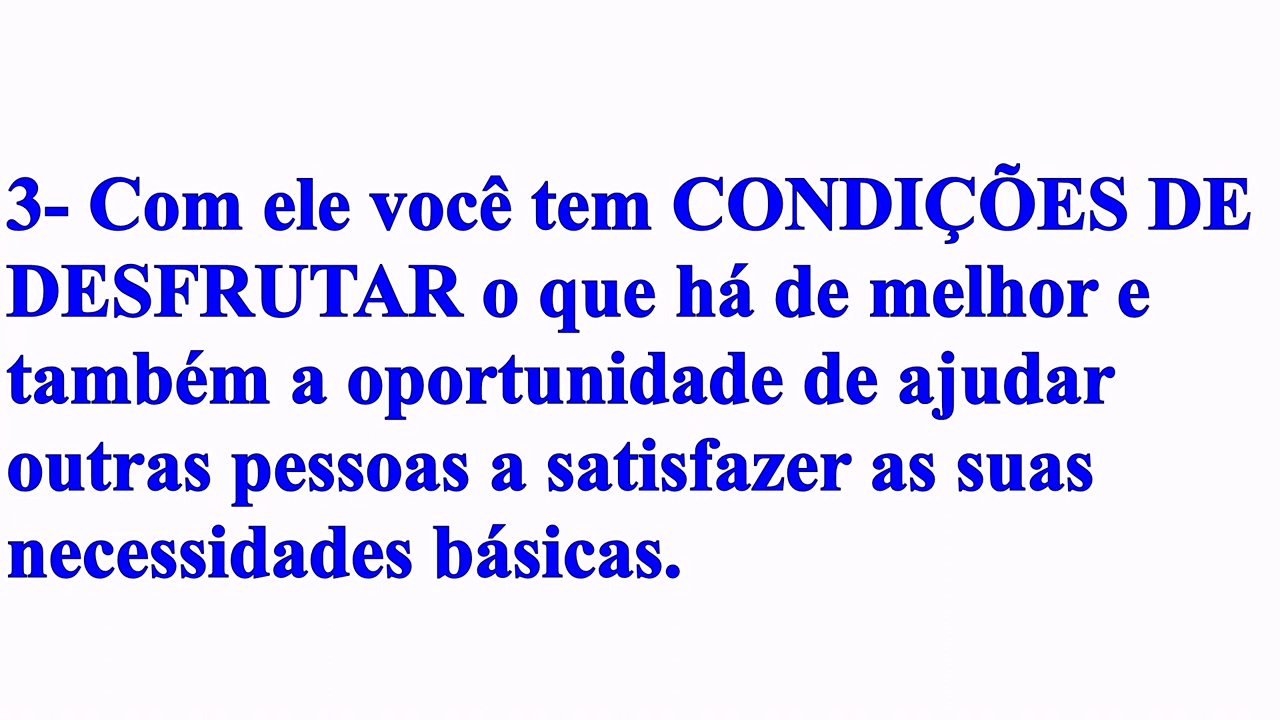 3- Com ele você tem CONDIÇÕES DE
DESFRUTAR o que há de melhor e
também a oportunidade de ajudar
outras pessoas a satisfazer as suas
necessidades básicas.